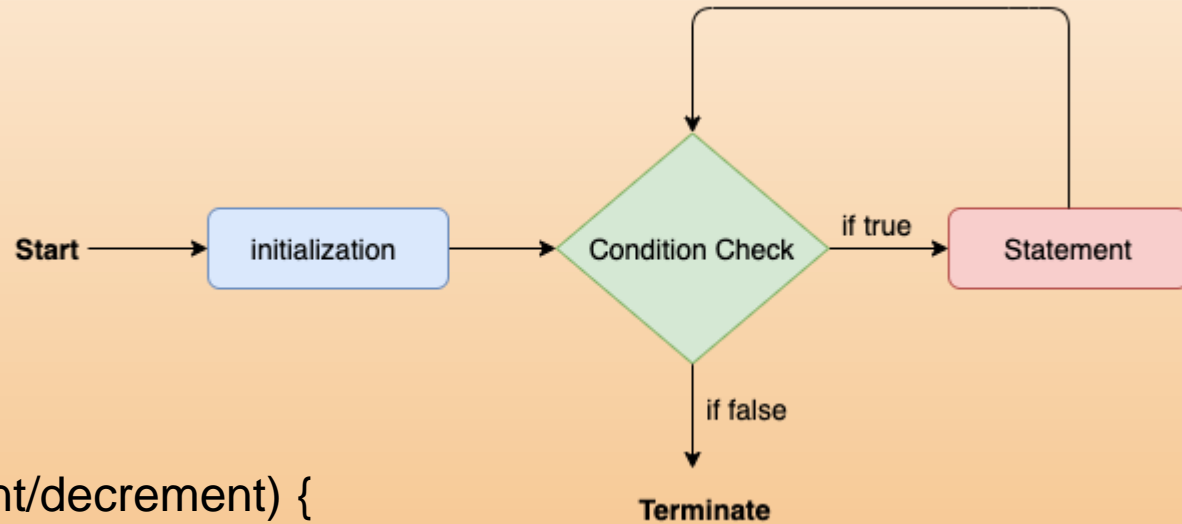 Start
initialization
Condition Check
if true
Statement
if false
Terminate
nt/decrement) {